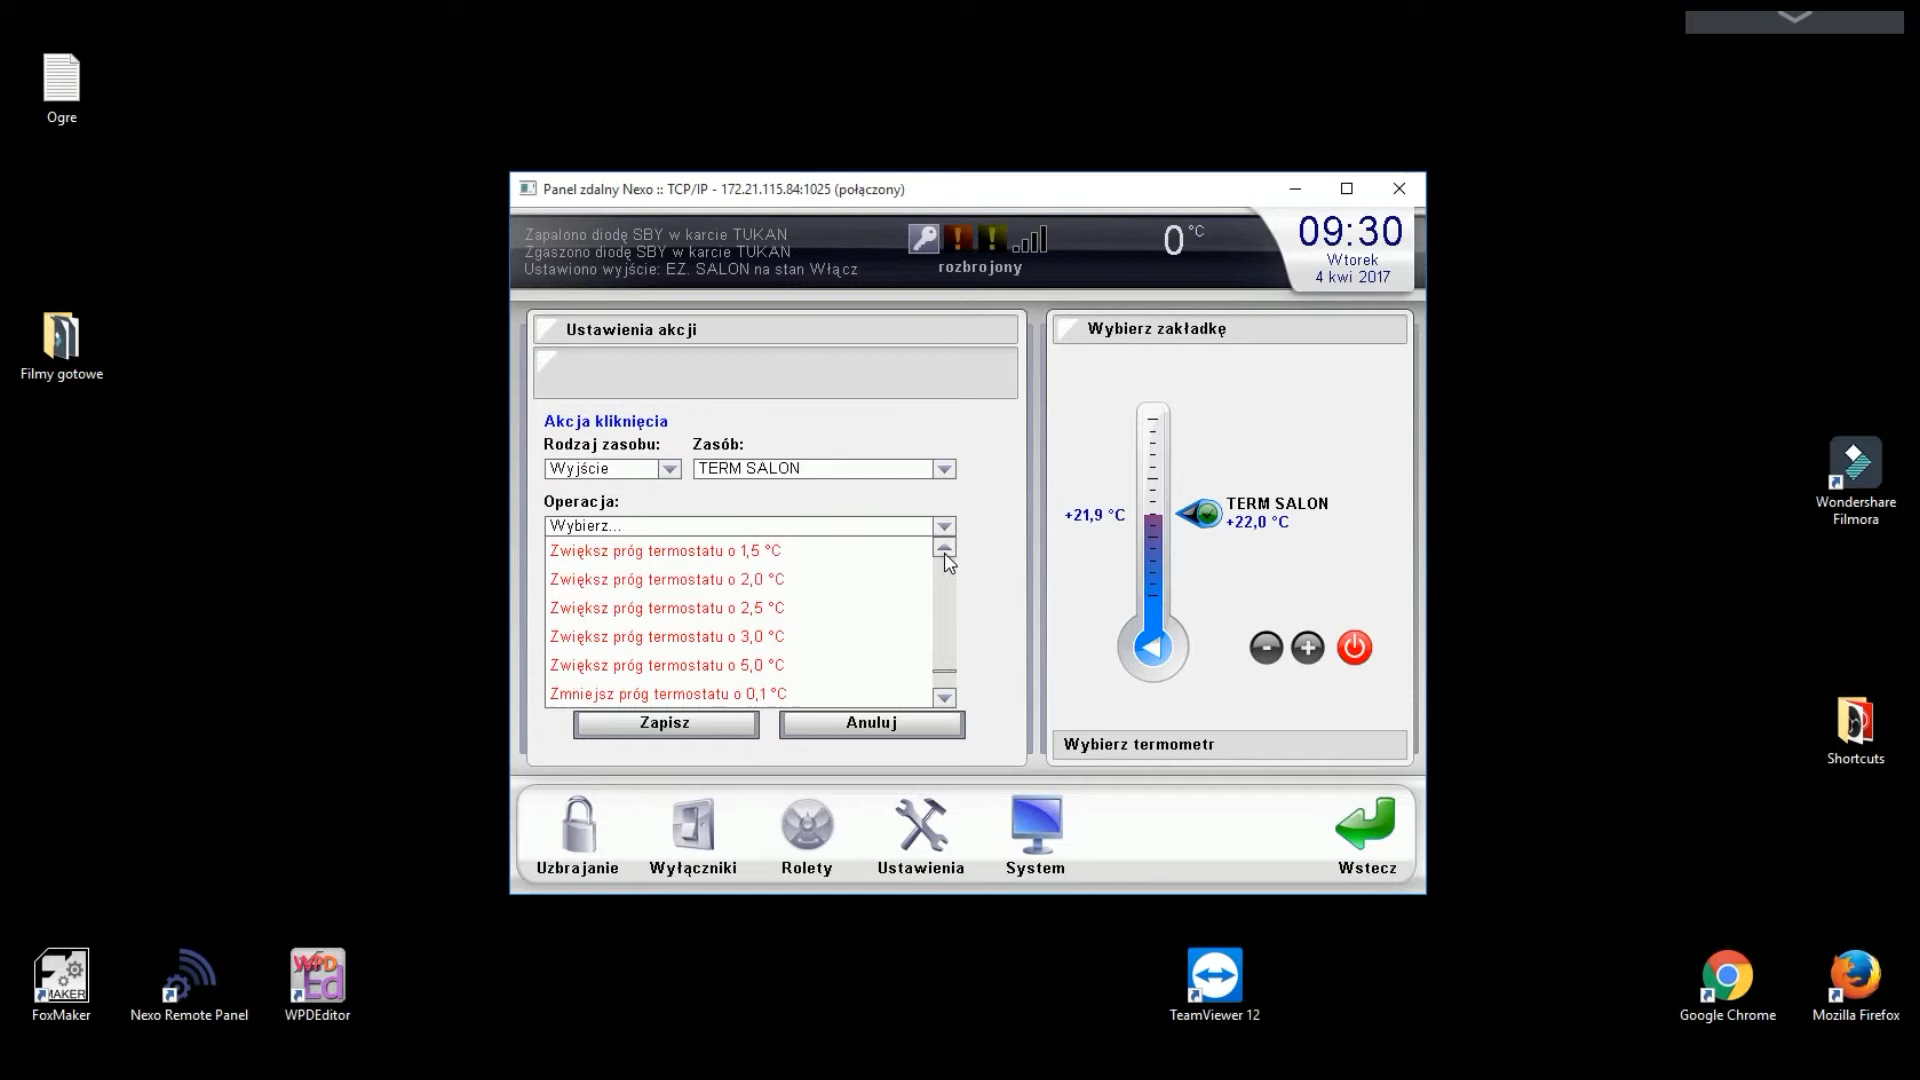 Ogre
Filmy gotowe
Panel zdalny Nexo :: TCP/IP - 172.21.115.84:1025 (połączony)
Zapalono diodę SBY w karcie TUKAN
Zgaszono diodę SBY w karcie TUKAN
Ustawiono wyjście: EZ. SALON na stan Włącz
rozbrojony
0 °C
09:30
Wtorek
4 kwi 2017
Ustawienia akcji
Akcja kliknięcia
Rodzaj zasobu: Zasób:
Wyjście TERM SALON
Operacja:
Wybierz...
Zwiększ próg termostatu o 1,5 °C
Zwiększ próg termostatu o 2,0 °C
Zwiększ próg termostatu o 2,5 °C
Zwiększ próg termostatu o 3,0 °C
Zwiększ próg termostatu o 5,0 °C
Zmniejsz próg termostatu o 0,1 °C
Zapisz Anuluj
Wybierz zakładkę
TERM SALON
+21,9 °C
+22,0 °C
Wybierz termometr
Uzbrajanie Wyłączniki Rolety Ustawienia System Wstecz
Wondershare
Filmora
Shortcuts
MAKER
FoxMaker
Nexo Remote Panel
WPD
Ed
WPDEditor
TeamViewer 12
Google Chrome
Mozilla Firefox